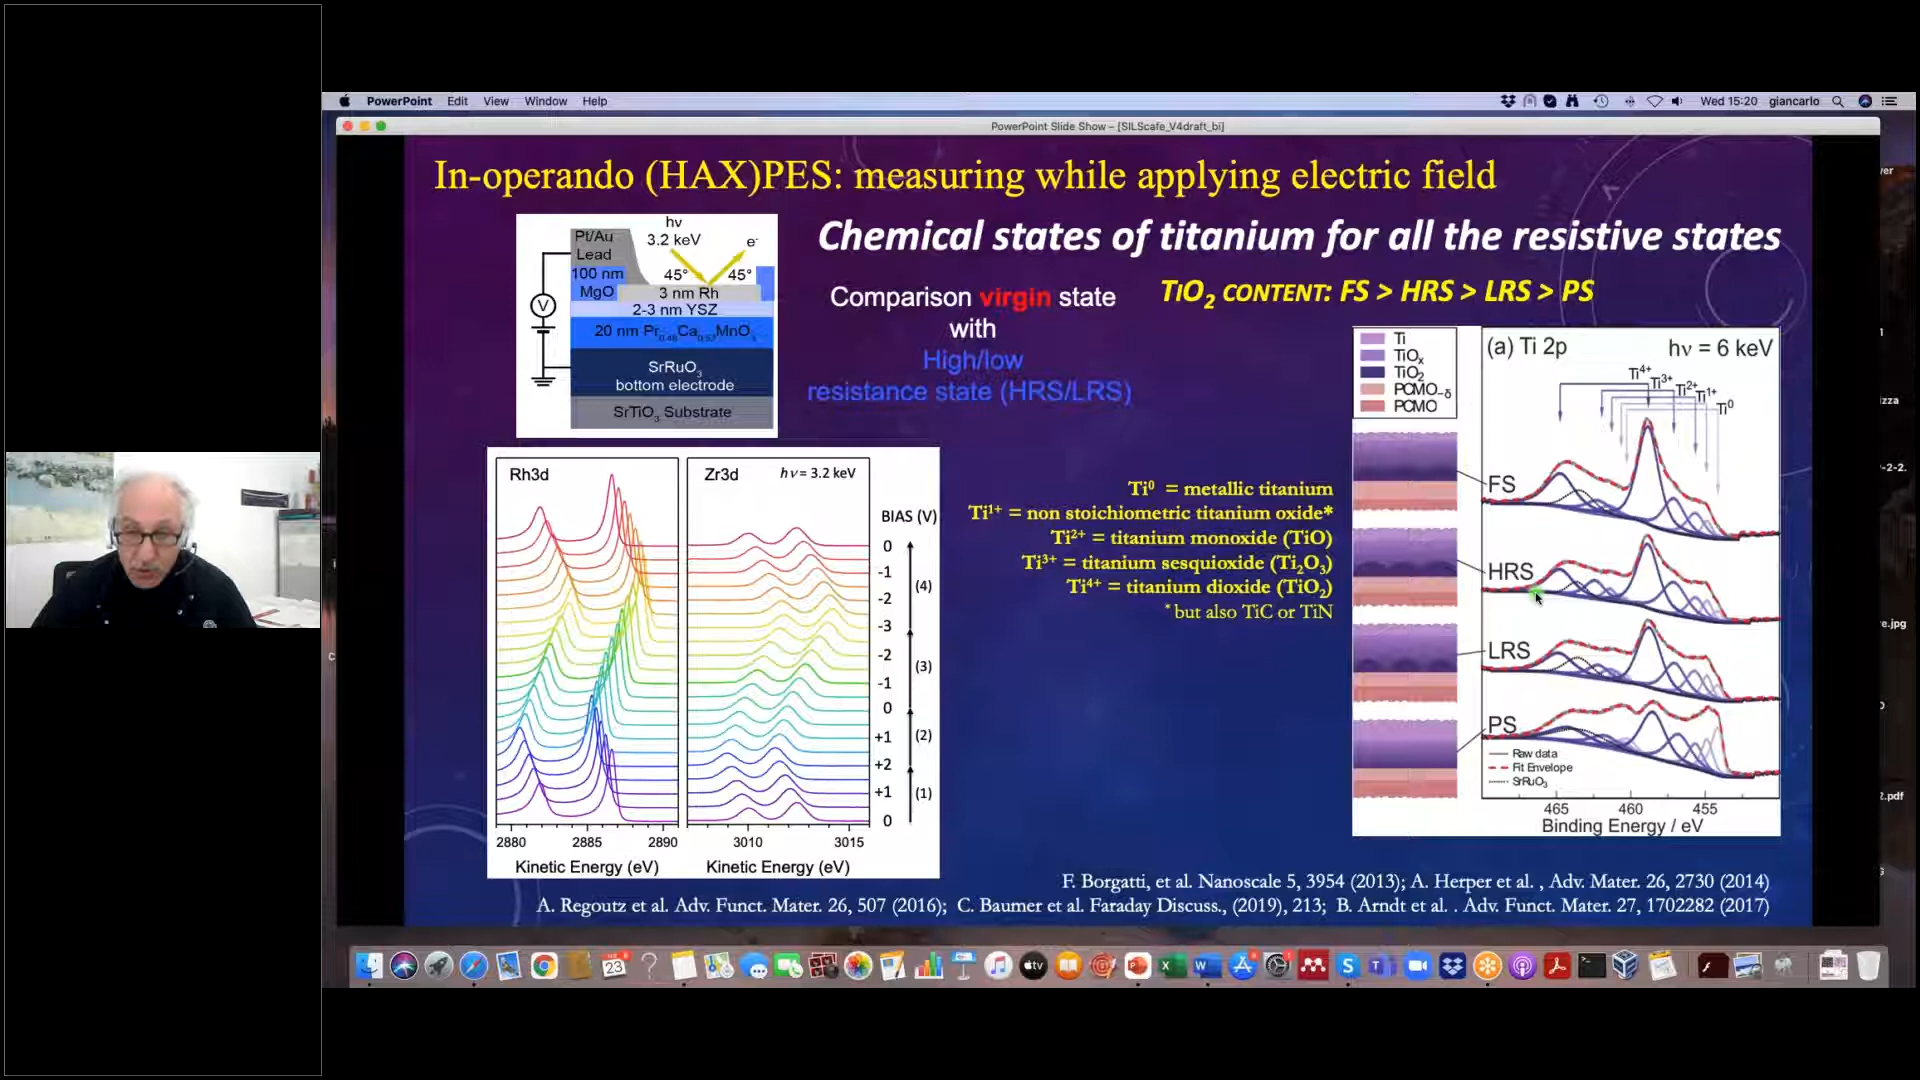 PowerPoint Edit View Window Help
Wed 15:20 giancarlo
PowerPoint Slide Show – [SILScafe_V4draft_bi]
In-operando (HAX)PES: measuring while applying electric field
Chemical states of titanium for all the resistive states
TiO2 CONTENT: FS > HRS > LRS > PS
Comparison virgin state
with
High/low
resistance state (HRS/LRS)
hν
3.2 keV
e-
Pt/Au
Lead
45° 45°
100 nm
MgO
3 nm Rh
2-3 nm YSZ
V
SrRuO3
bottom electrode
SrTiO3 Substrate
Rh3d
Zr3d hν = 3.2 keV
BIAS (V)
0
-1
(4)
-2
-3
-2
(3)
-1
0
+1
(2)
+2
+1
(1)
0
2880 2885 2890
3010 3015
Kinetic Energy (eV) Kinetic Energy (eV)
Ti0 = metallic titanium
Ti1+ = non stoichiometric titanium oxide*
Ti2+ = titanium monoxide (TiO)
Ti3+ = titanium sesquioxide (Ti2O3)
Ti4+ = titanium dioxide (TiO2)
*but also TiC or TiN
Ti
TiOx
TiO2
PCMO-δ
PCMO
(a) Ti 2p hν = 6 keV
Ti4+
Ti3+
Ti2+
Ti1+
Ti0
FS
HRS
LRS
PS
Raw data
Fit Envelope
SrRuO3
465 460 455
Binding Energy / eV
F. Borgatti, et al. Nanoscale 5, 3954 (2013); A. Herper et al. , Adv. Mater. 26, 2730 (2014)
A. Regoutz et al. Adv. Funct. Mater. 26, 507 (2016); C. Baumer et al. Faraday Discuss., (2019), 213; B. Arndt et al. . Adv. Funct. Mater. 27, 1702282 (2017)
23
tv